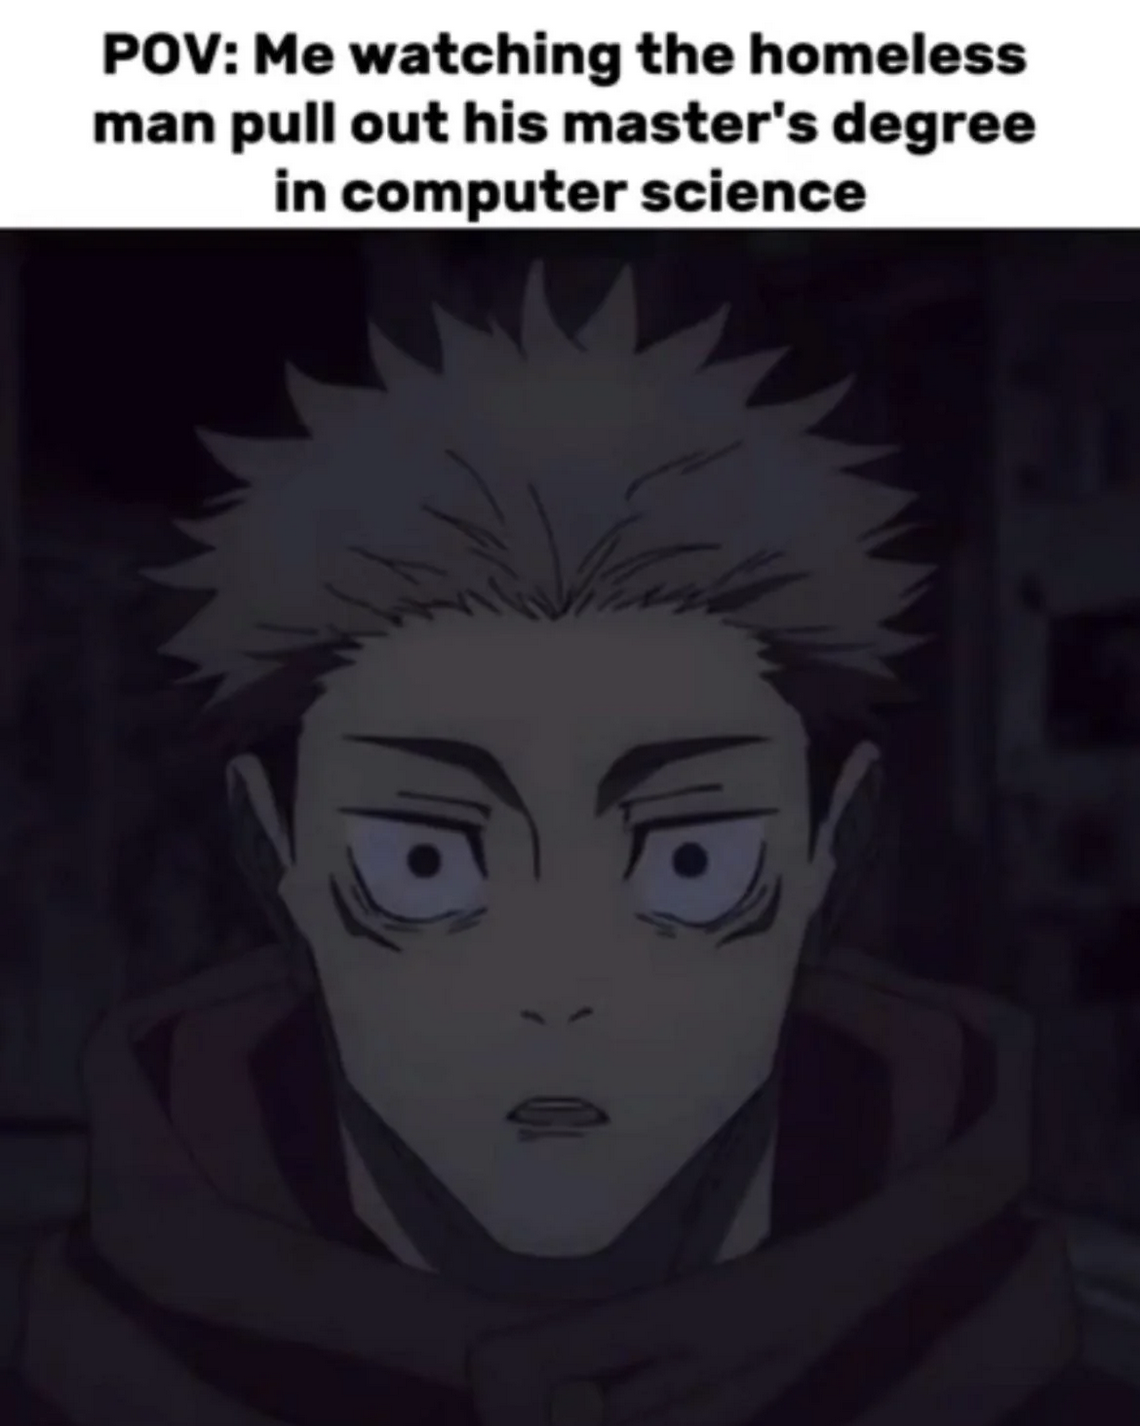 POV: Me watching the homeless
man pull out his master's degree
in computer science